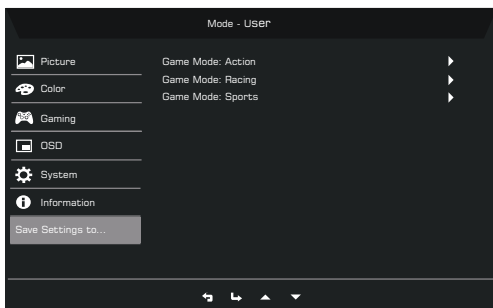 Mode - User
Picture
Color
Gaming
OSD
System
Information
Save Settings to...
Game Mode: Action
Game Mode: Racing
Game Mode: Sports